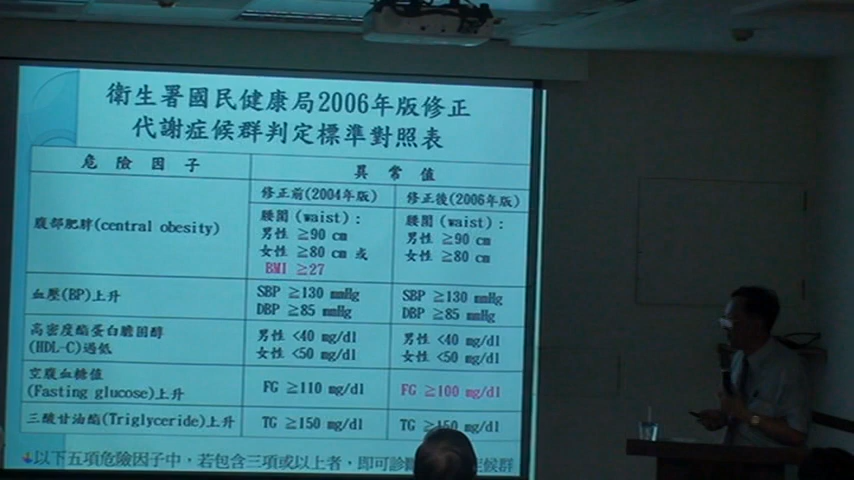 衛生署國民健康局2006年版修正
代謝症候群判定標準對照表
危險因子 異常值
修正前(2004年版) 修正後(2006年版)
腹部肥胖(central obesity)
腰圍(waist): 腰圍(waist):
男性 ≧90 cm 男性 ≧90 cm
女性 ≧80 cm 或 女性 ≧80 cm
BMI ≧27
血壓(BP)上升
SBP ≧130 mmHg SBP ≧130 mmHg
DBP ≧85 mmHg DBP ≧85 mmHg
高密度酯蛋白膽固醇
(HDL-C)過低
男性 <40 mg/dl 男性 <40 mg/dl
女性 <50 mg/dl 女性 <50 mg/dl
空腹血糖值
(Fasting glucose)上升 FG ≧110 mg/dl FG ≧100 mg/dl
三酸甘油酯(Triglyceride)上升 TG ≧150 mg/dl TG ≧150 mg/dl
以下五項危險因子中，若包含三項或以上者，即可診 候群